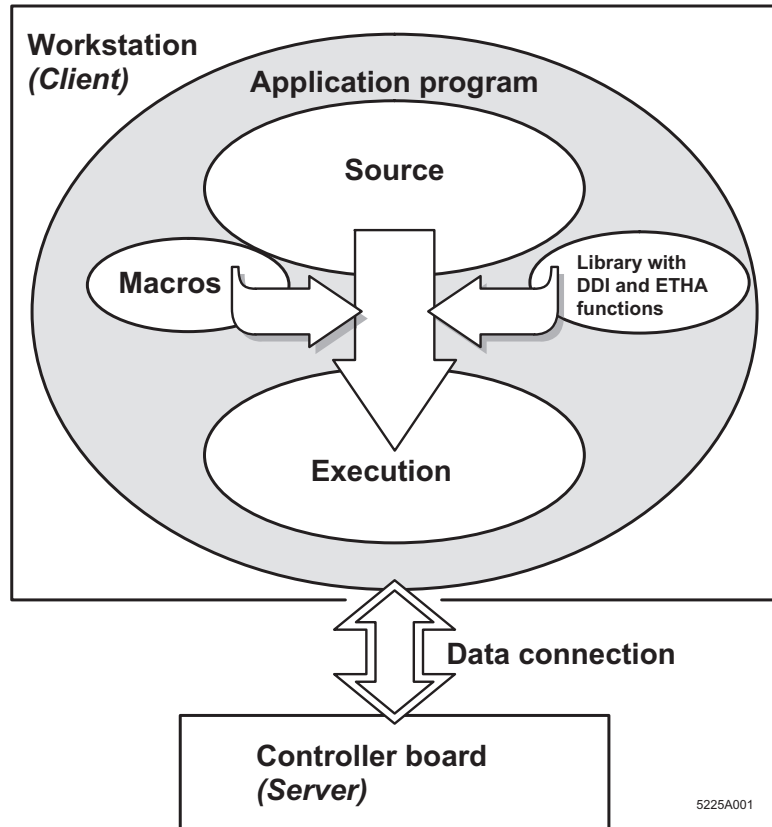 Workstation
(Client)
Application program
Source
Macros
Library with
DDI and ETHA
functions
Execution
Data connection
Controller board
(Server)
5225A001